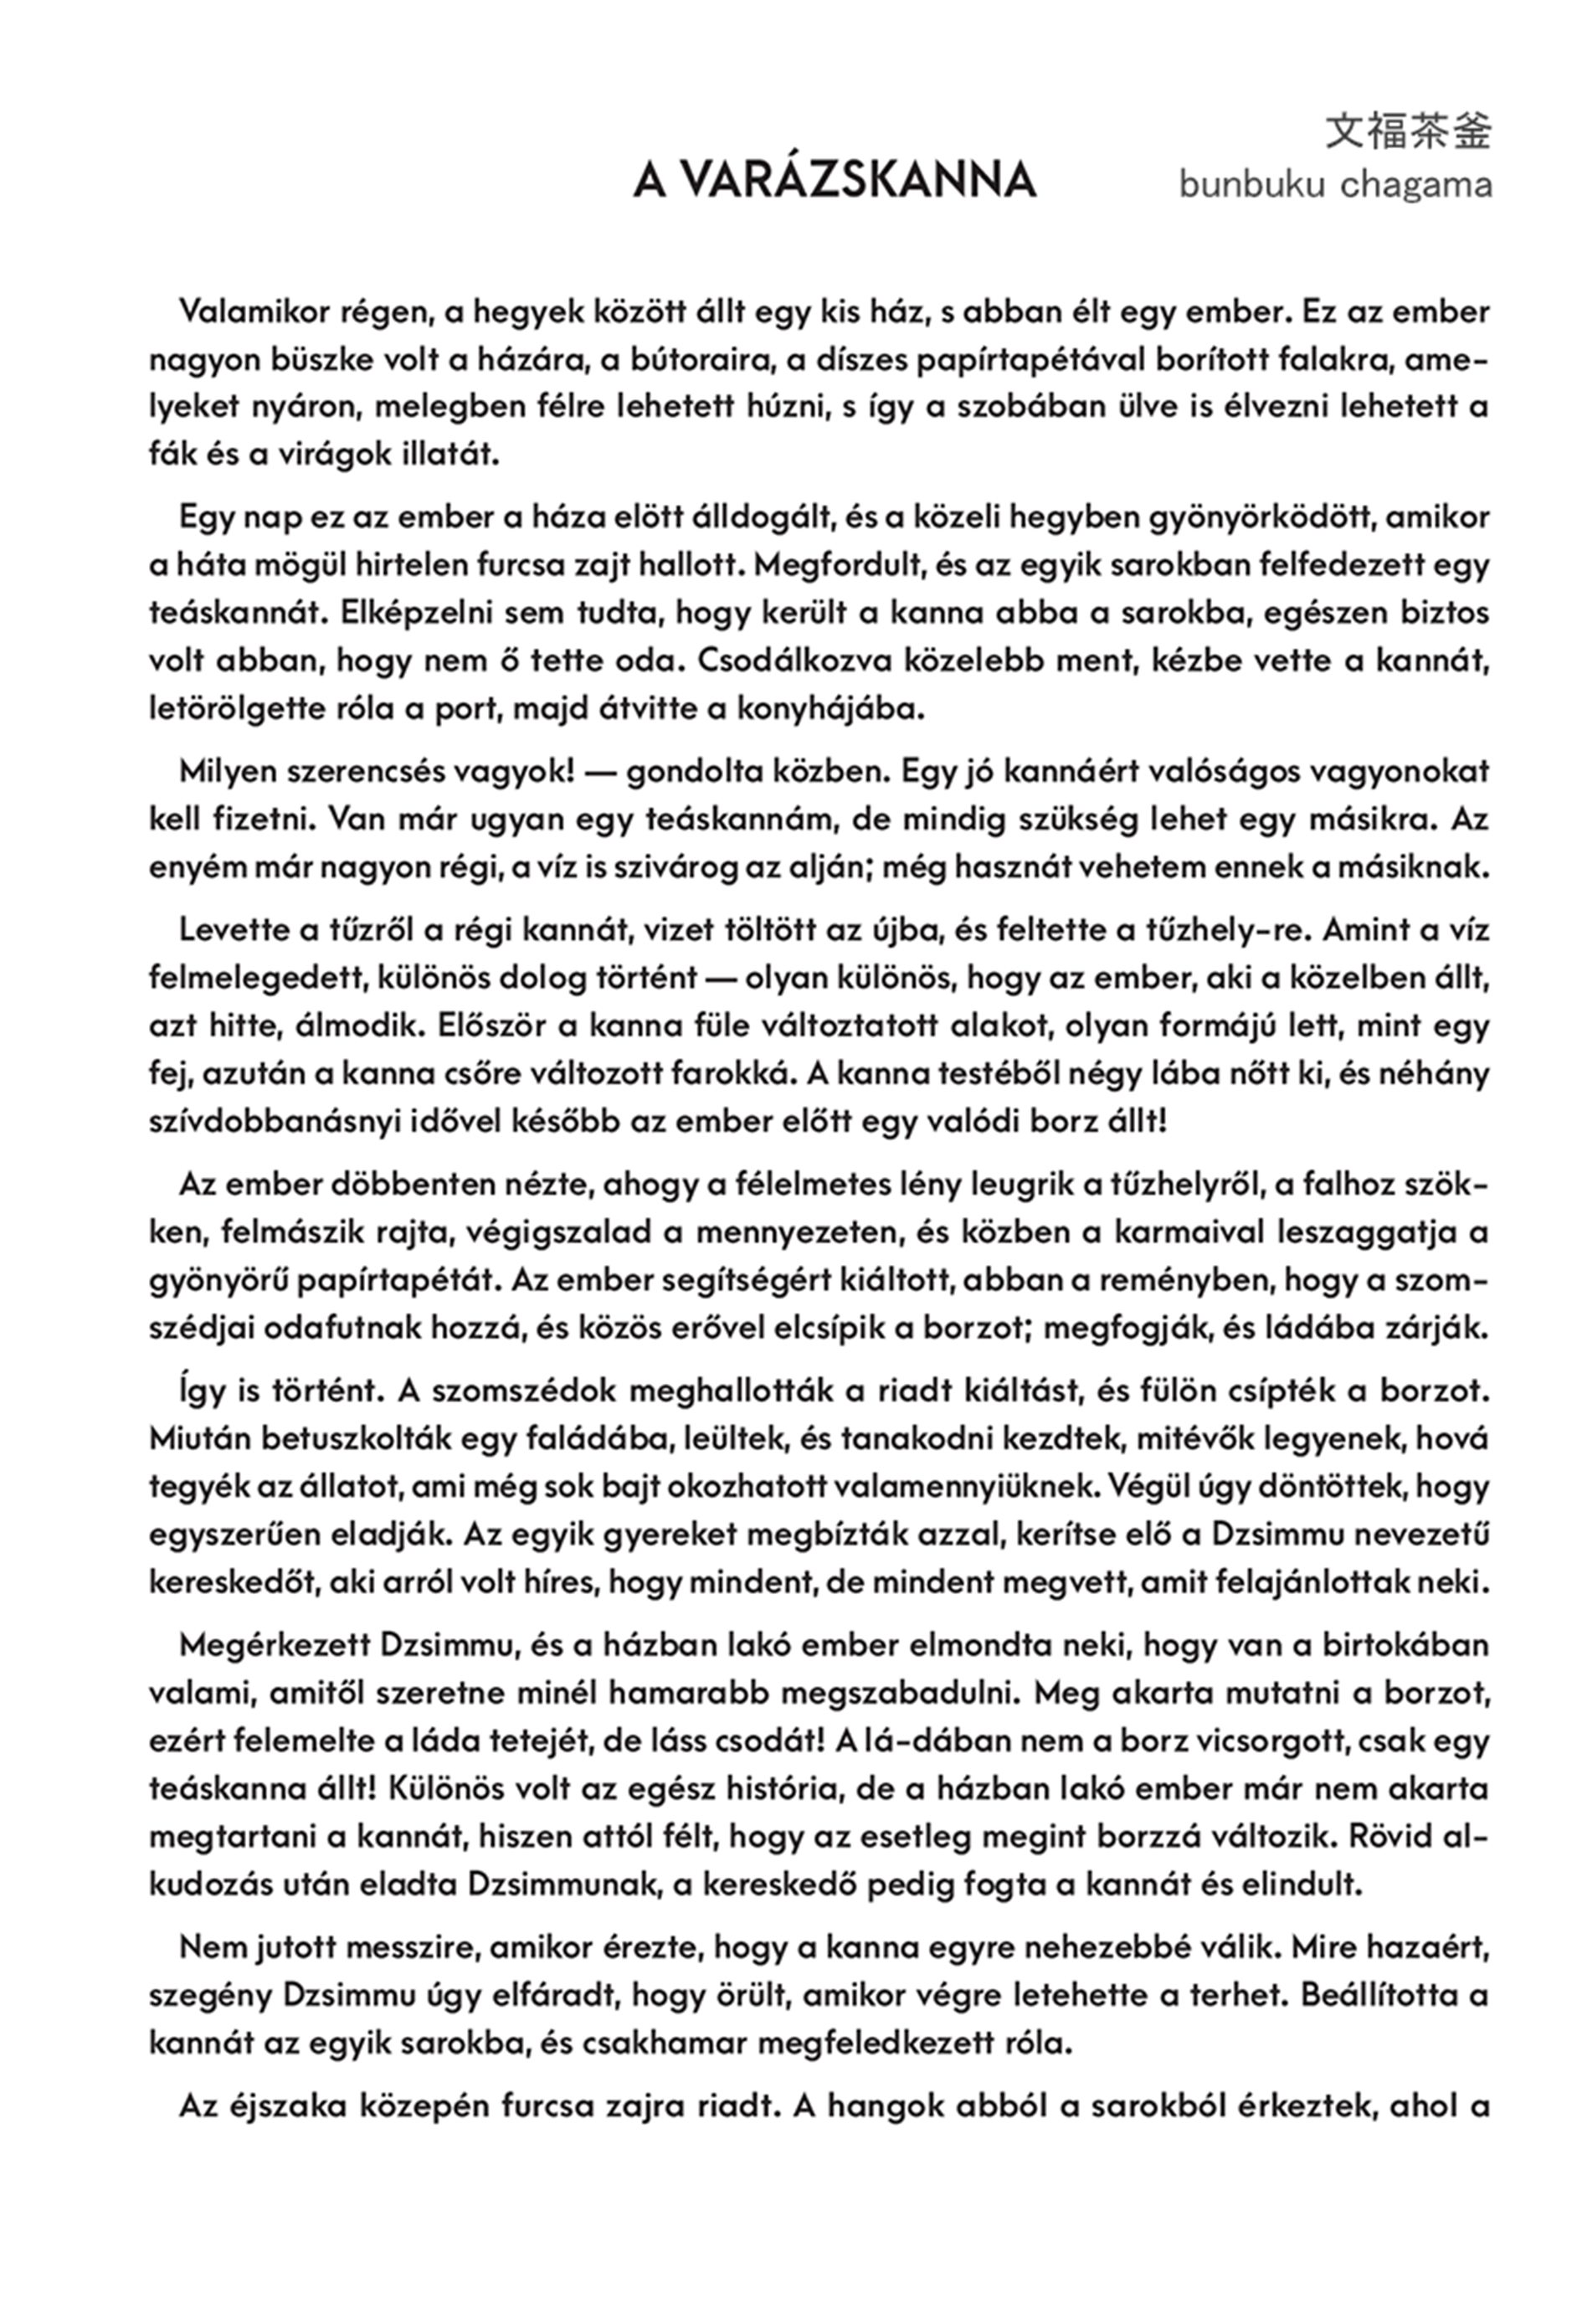 文福茶釜
A VARÁZSKANNA
bunbuku chagama
Valamikor régen, a hegyek között állt egy kis ház, s abban élt egy ember. Ez az ember
nagyon büszke volt a házára, a bútoraira, a díszes papírtapétával borított falakra, ame-
lyeket nyáron, melegben félre lehetett húzni, s így a szobában ülve is élvezni lehetett a
fák és a virágok illatát.
Egy nap ez az ember a háza elött álldogált, és a közeli hegyben gyönyörködött, amikor
a háta mögül hirtelen furcsa zajt hallott. Megfordult, és az egyik sarokban felfedezett egy
teáskannát. Elképzelni sem tudta, hogy került a kanna abba a sarokba, egészen biztos
volt abban, hogy nem ő tette oda. Csodálkozva közelebb ment, kézbe vette a kannát,
letörölgette róla a port, majd átvitte a konyhájába.
Milyen szerencsés vagyok! — gondolta közben. Egy jó kannáért valóságos vagyonokat
kell fizetni. Van már ugyan egy teáskannám, de mindig szükség lehet egy másikra. Az
enyém már nagyon régi, a víz is szivárog az alján; még hasznát vehetem ennek a másiknak.
Levette a tűzről a régi kannát, vizet töltött az újba, és feltette a tűzhely-re. Amint a víz
felmelegedett, különös dolog történt — olyan különös, hogy az ember, aki a közelben állt,
azt hitte, álmodik. Először a kanna füle változtatott alakot, olyan formájú lett, mint egy
fej, azután a kanna csőre változott farokká. A kanna testéből négy lába nőtt ki, és néhány
szívdobbanásnyi idővel később az ember előtt egy valódi borz állt!
Az ember döbbenten nézte, ahogy a félelmetes lény leugrik a tűzhelyről, a falhoz szök-
ken, felmászik rajta, végigszalad a mennyezeten, és közben a karmaival leszaggatja a
gyönyörű papírtapétát. Az ember segítségért kiáltott, abban a reményben, hogy a szom-
szédjai odafutnak hozzá, és közös erővel elcsípik a borzot; megfogják, és ládába zárják.
Így is történt. A szomszédok meghallották a riadt kiáltást, és fülön csípték a borzot.
Miután betuszkolták egy faládába, leültek, és tanakodni kezdtek, mitévők legyenek, hová
tegyék az állatot, ami még sok bajt okozhatott valamennyiüknek. Végül úgy döntöttek, hogy
egyszerűen eladják. Az egyik gyereket megbízták azzal, kerítse elő a Dzsimmu nevezetű
kereskedőt, aki arról volt híres, hogy mindent, de mindent megvett, amit felajánlottak neki.
Megérkezett Dzsimmu, és a házban lakó ember elmondta neki, hogy van a birtokában
valami, amitől szeretne minél hamarabb megszabadulni. Meg akarta mutatni a borzot,
ezért felemelte a láda tetejét, de láss csodát! A lá-dában nem a borz vicsorgott, csak egy
teáskanna állt! Különös volt az egész história, de a házban lakó ember már nem akarta
megtartani a kannát, hiszen attól félt, hogy az esetleg megint borzzá változik. Rövid al-
kudozás után eladta Dzsimmunak, a kereskedő pedig fogta a kannát és elindult.
Nem jutott messzire, amikor érezte, hogy a kanna egyre nehezebbé válik. Mire hazaért,
szegény Dzsimmu úgy elfáradt, hogy örült, amikor végre letehette a terhet. Beállította a
kannát az egyik sarokba, és csakhamar megfeledkezett róla.
Az éjszaka közepén furcsa zajra riadt. A hangok abból a sarokból érkeztek, ahol a